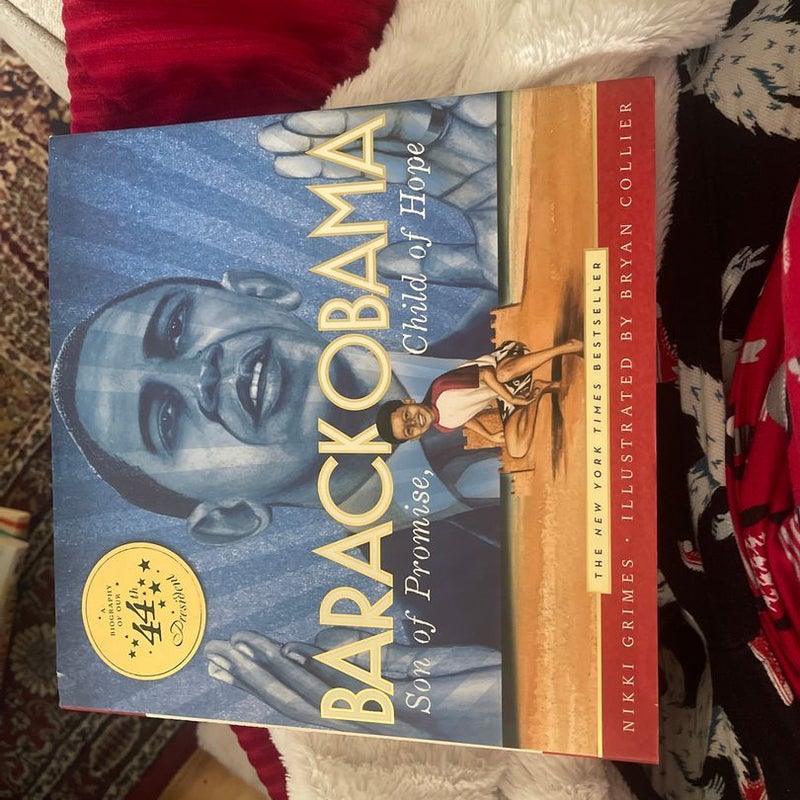 • A •
BIOGRAPHY
OF OUR
44th
President
BARACK OBAMA
Son of Promise, Child of Hope
THE NEW YORK TIMES BESTSELLER
NIKKI GRIMES · ILLUSTRATED BY BRYAN COLLIER